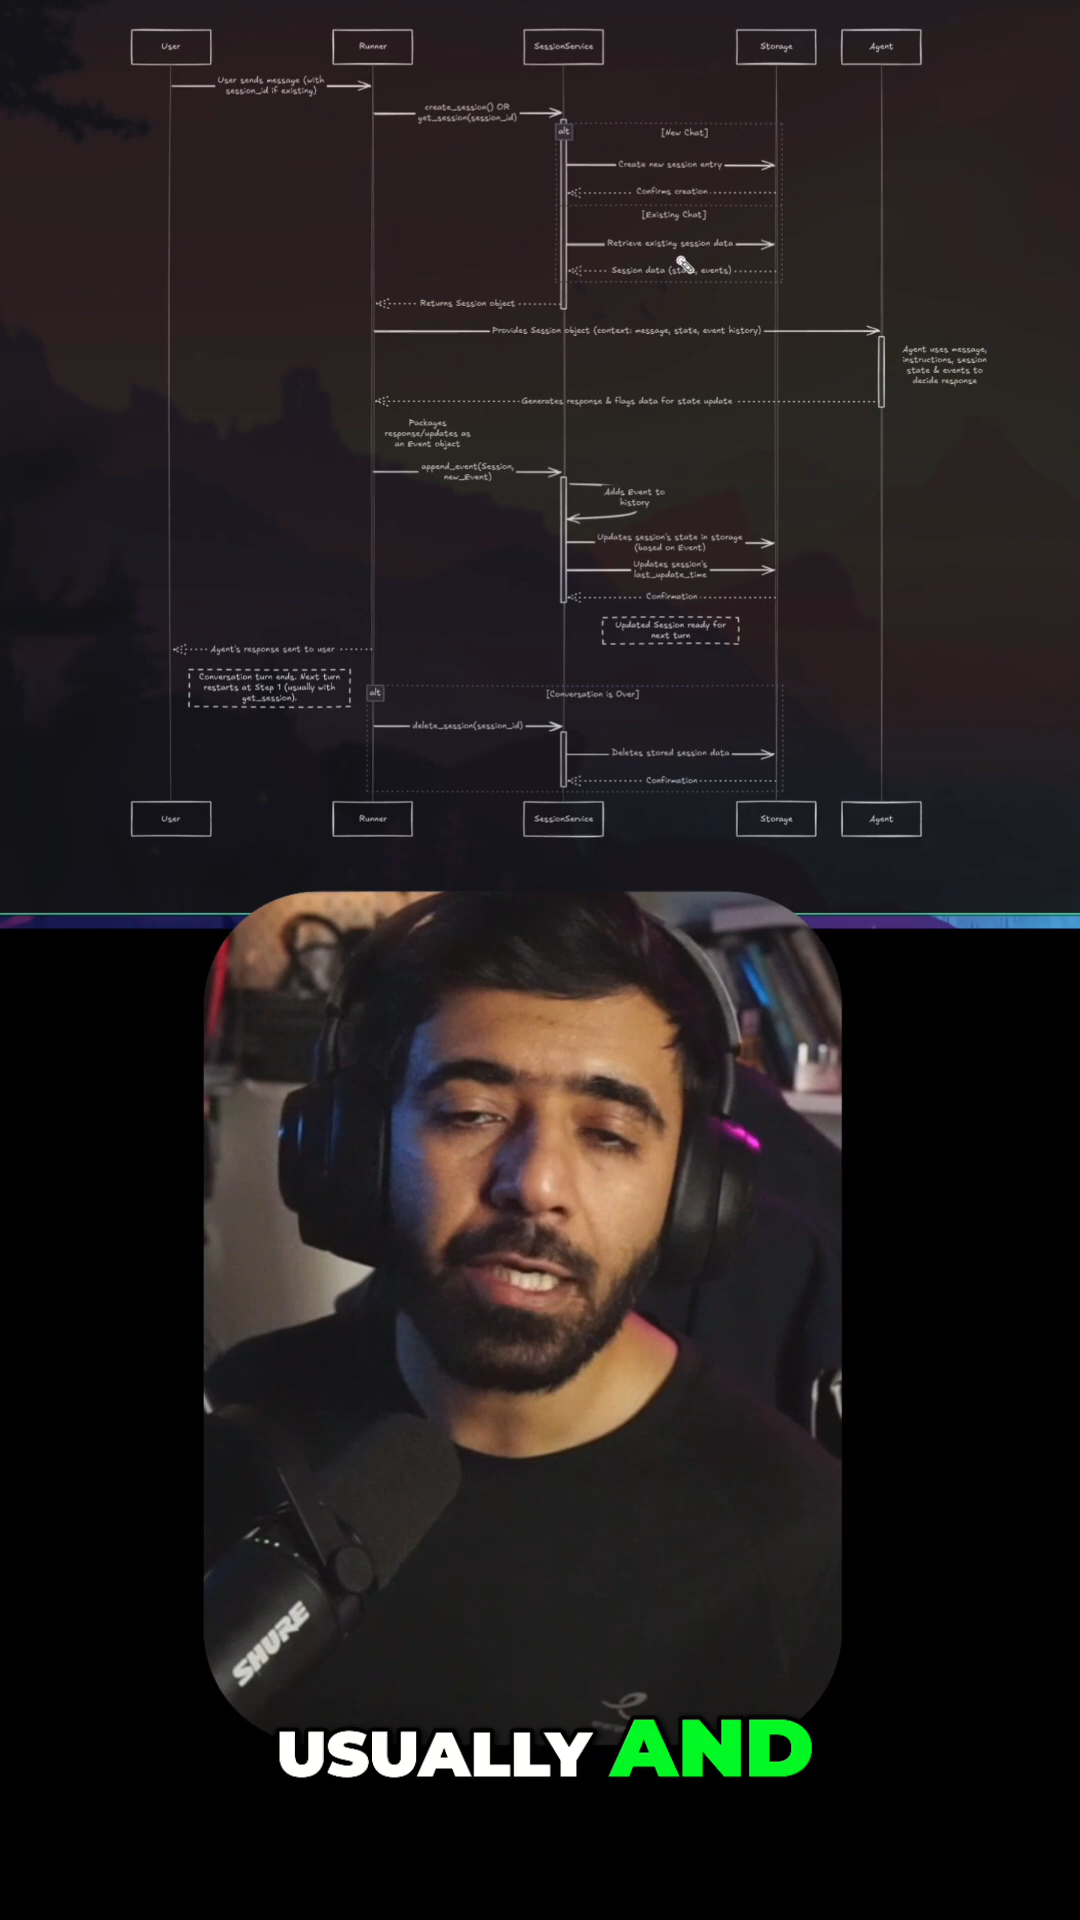 User
Runner
SessionService
Storage
Agent
User sends message (with
session_id if existing)
create_session() OR
get_session(session_id)
alt
[New Chat]
Create new session entry
Confirms creation
[Existing Chat]
Retrieve existing session data
Session data (state, events)
Returns Session object
Provides Session object (context: message, state, event history)
Agent uses message,
instructions, session
state & events to
decide response
Generates response & flags data for state update
Packages
response/updates as
an Event object
append_event(Session,
new_Event)
Adds Event to
history
Updates session's state in storage
(based on Event)
Updates session's
last_update_time
Confirmation
Updated Session ready for
next turn
Agent's response sent to user
Conversation turn ends. Next turn
restarts at Step 1 (usually with
get_session).
alt
[Conversation is Over]
delete_session(session_id)
Deletes stored session data
Confirmation
User
Runner
SessionService
Storage
Agent
SHURE
USUALLY AND